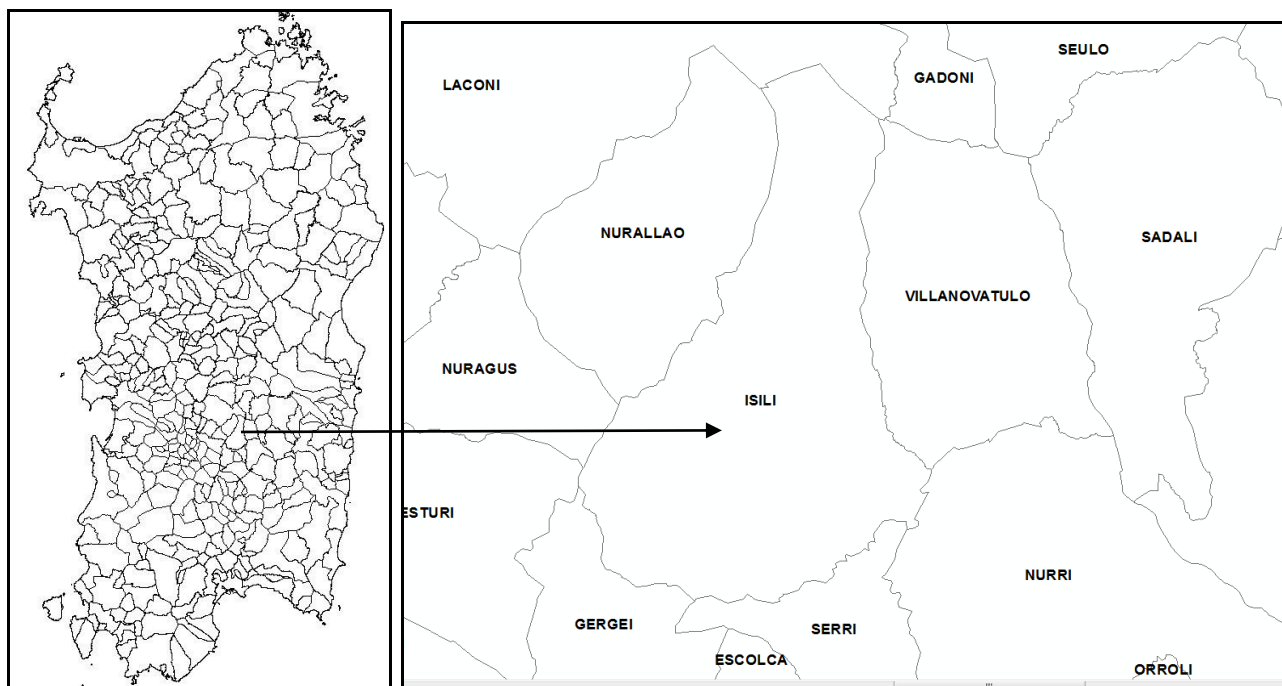 SEULO
GADONI
LACONI
NURALLAO
SADALI
VILLANOVATULO
NURAGUS
ISILI
ESTURI
NURRI
GERGEI
SERRI
ESCOLCA
ORROLI